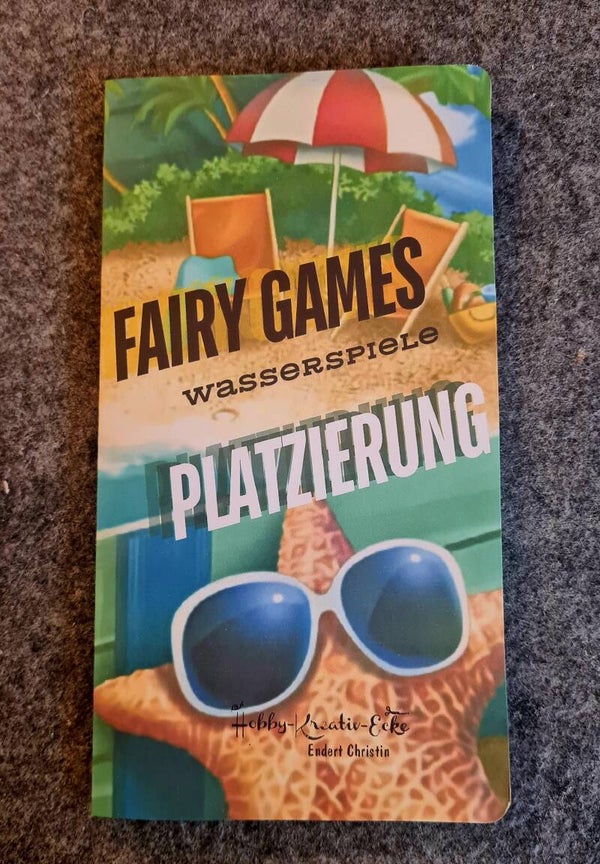 FAIRY GAMES
WASSERSPIELE
PLATZIERUNG
Hobby-Kreativ-Ecke
Endert Christin